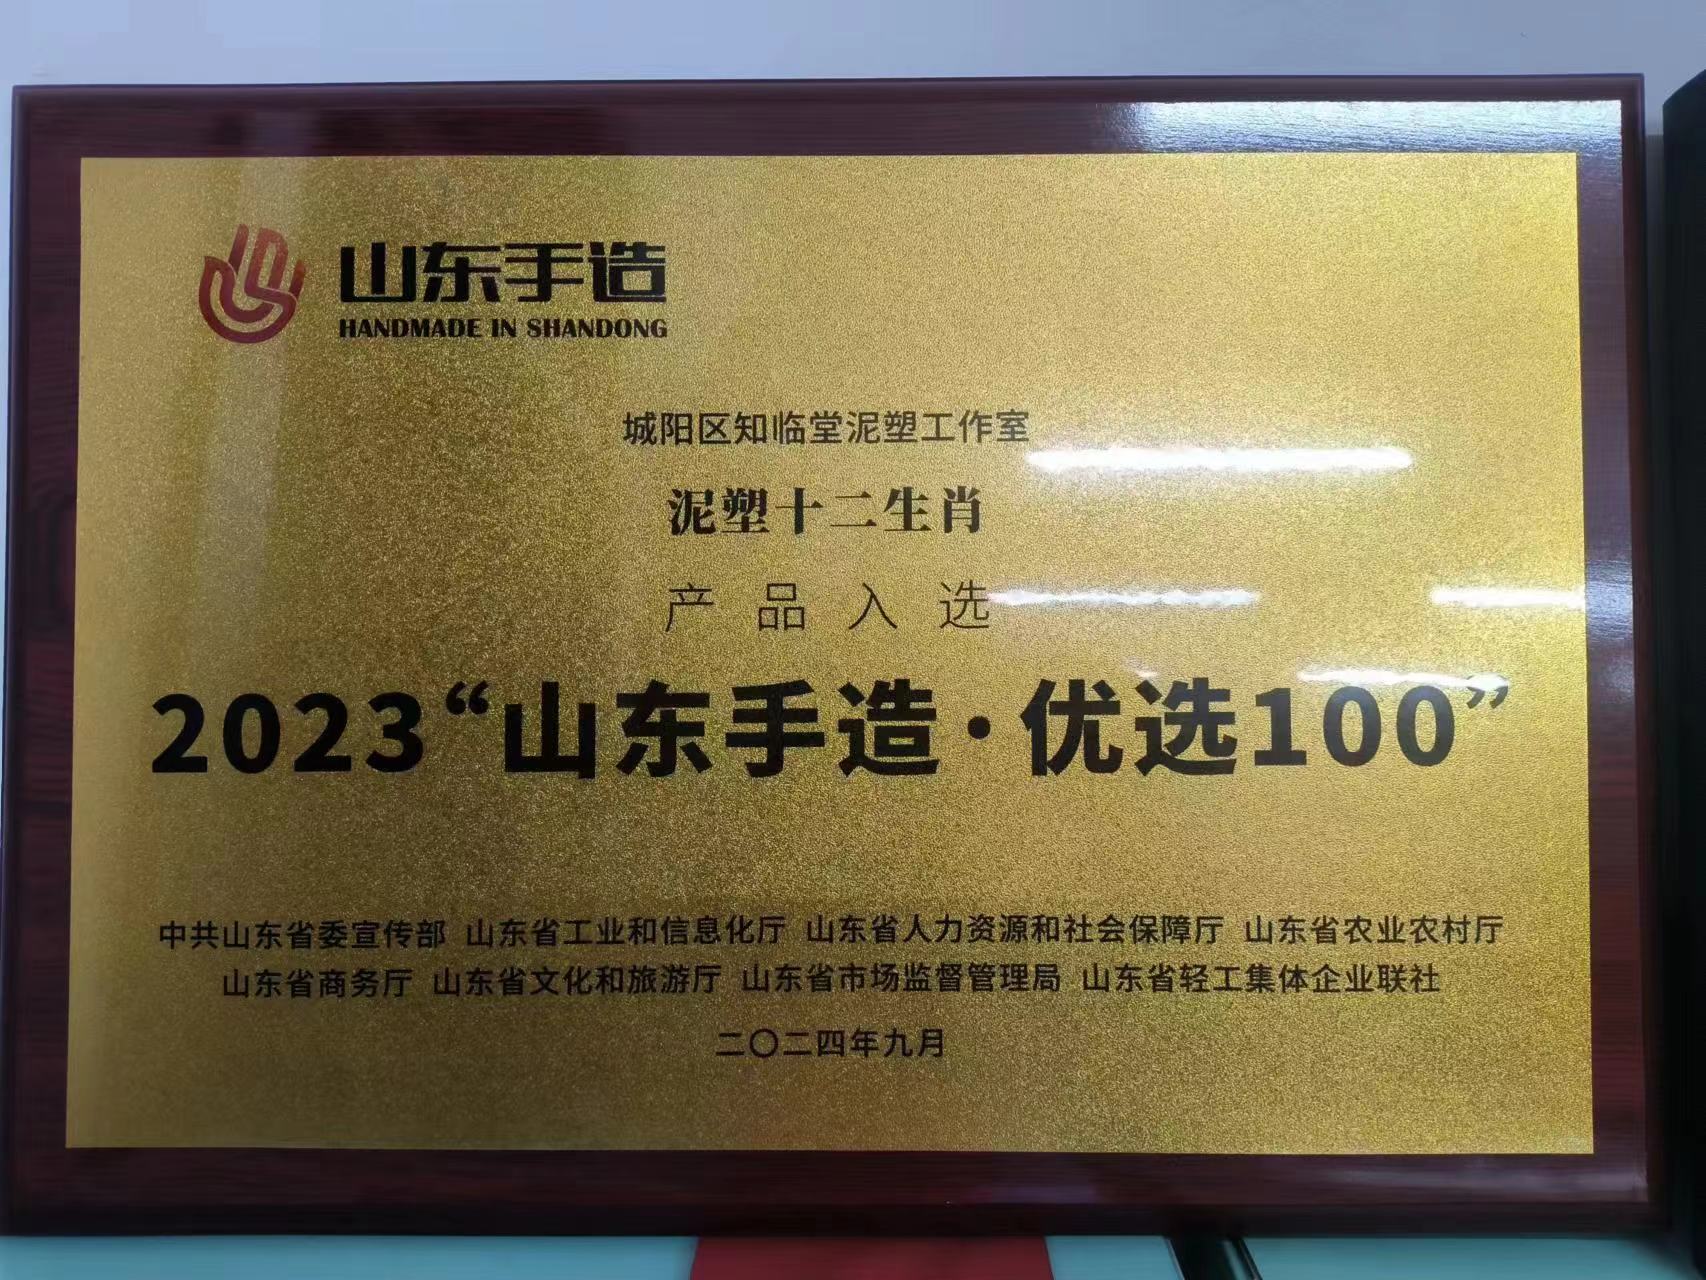 山东手造
HANDMADE IN SHANDONG
城阳区知临堂泥塑工作室
泥塑十二生肖
产品入选
2023“山东手造·优选100”
中共山东省委宣传部 山东省工业和信息化厅 山东省人力资源和社会保障厅 山东省农业农村厅
山东省商务厅 山东省文化和旅游厅 山东省市场监督管理局 山东省轻工集体企业联社
二〇二四年九月